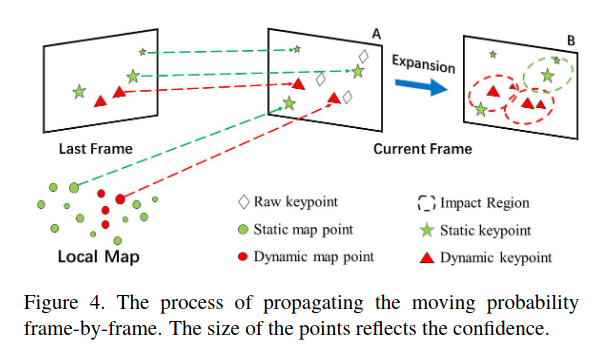 A
B
Expansion
Last Frame
Current Frame
Raw keypoint
Impact Region
Static map point
Static keypoint
Local Map
Dynamic map point
Dynamic keypoint
Figure 4. The process of propagating the moving probability
frame-by-frame. The size of the points reflects the confidence.